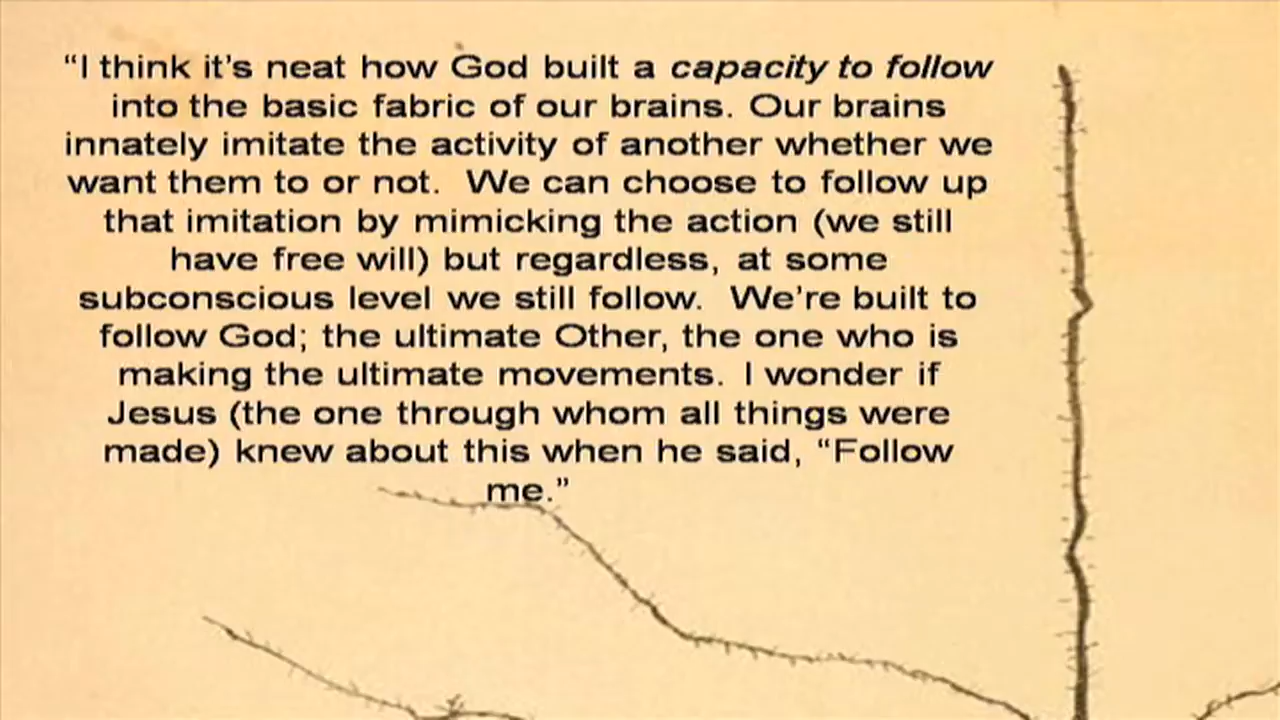 “I think it’s neat how God built a capacity to follow
into the basic fabric of our brains. Our brains
innately imitate the activity of another whether we
want them to or not.  We can choose to follow up
that imitation by mimicking the action (we still
have free will) but regardless, at some
subconscious level we still follow.  We’re built to
follow God; the ultimate Other, the one who is
making the ultimate movements.  I wonder if
Jesus (the one through whom all things were
made) knew about this when he said, “Follow
me.”